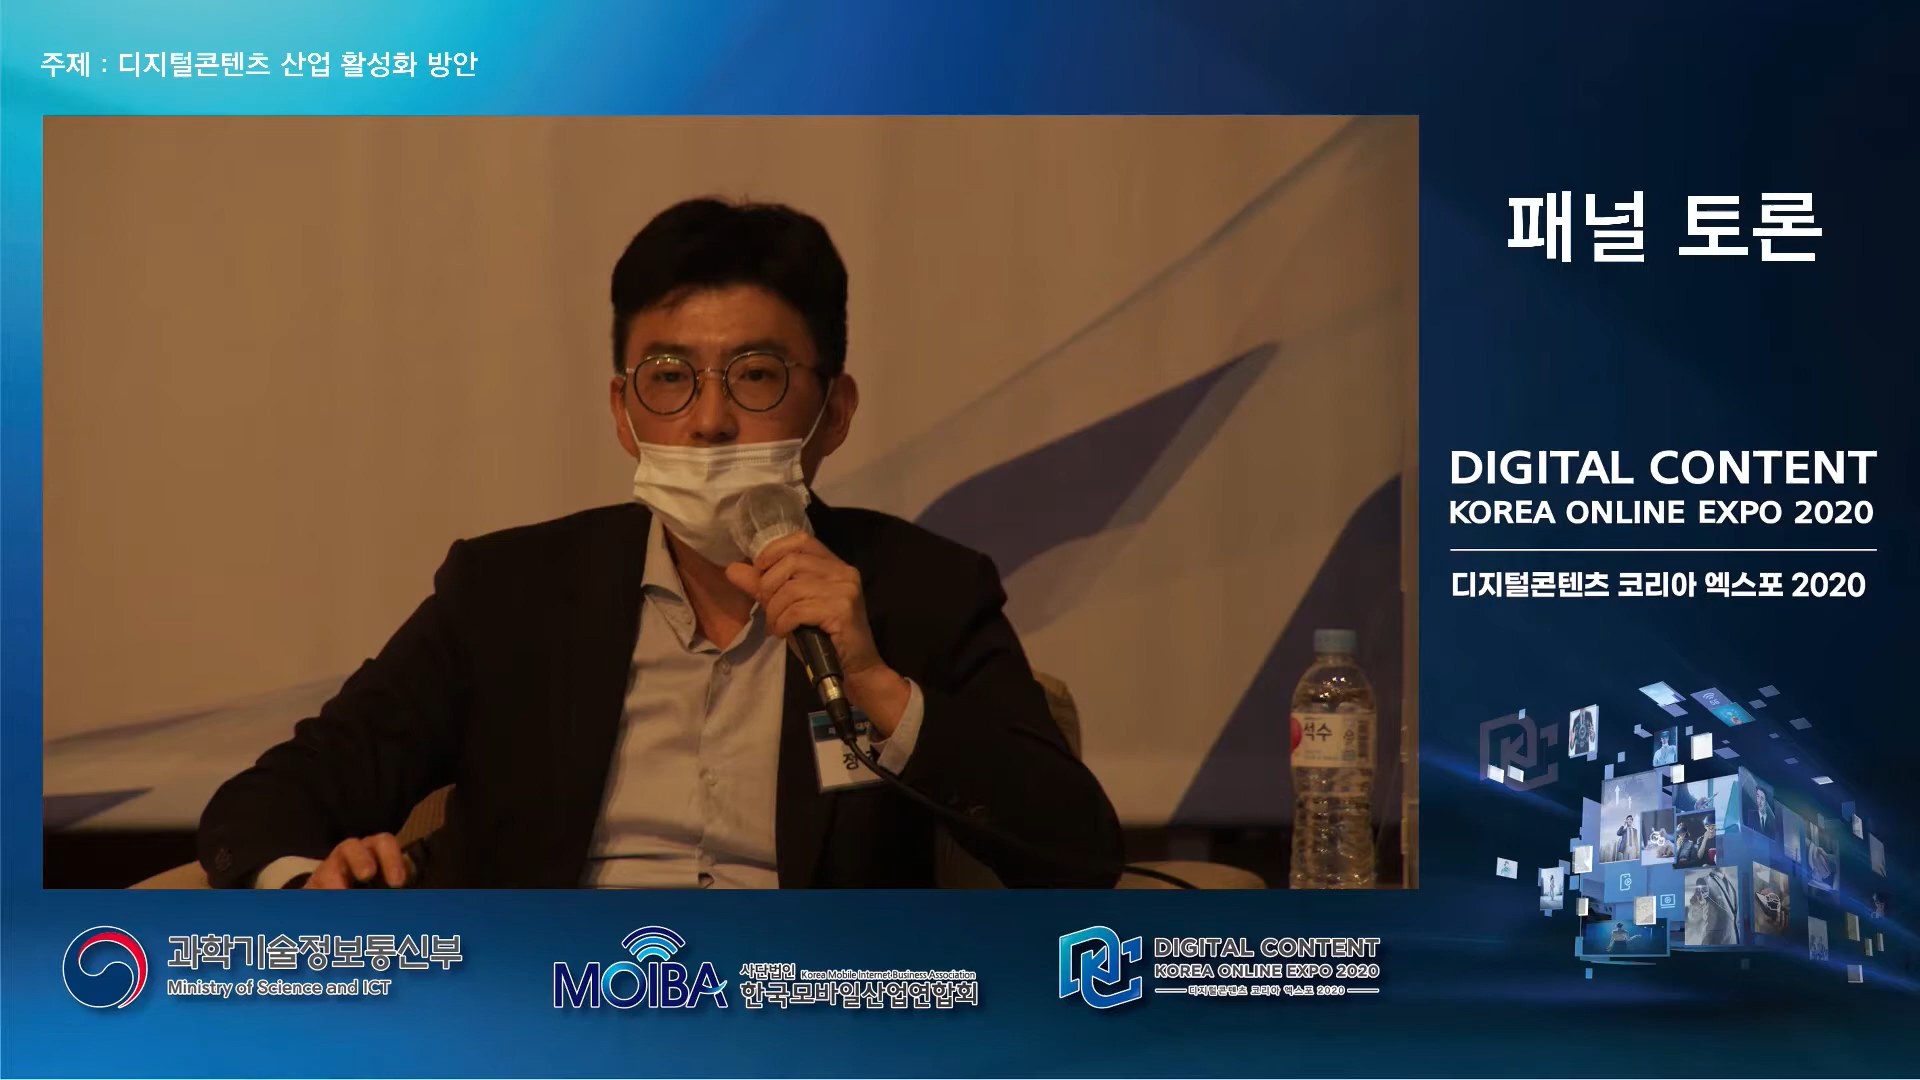 주제 : 디지털콘텐츠 산업 활성화 방안
패널 토론
DIGITAL CONTENT
KOREA ONLINE EXPO 2020
디지털콘텐츠 코리아 엑스포 2020
석수
정
과학기술정보통신부
Ministry of Science and ICT
MOIBA
사단법인 Korea Mobile Internet Business Association
한국모바일산업연합회
DIGITAL CONTENT
KOREA ONLINE EXPO 2020
디지털콘텐츠 코리아 엑스포 2020